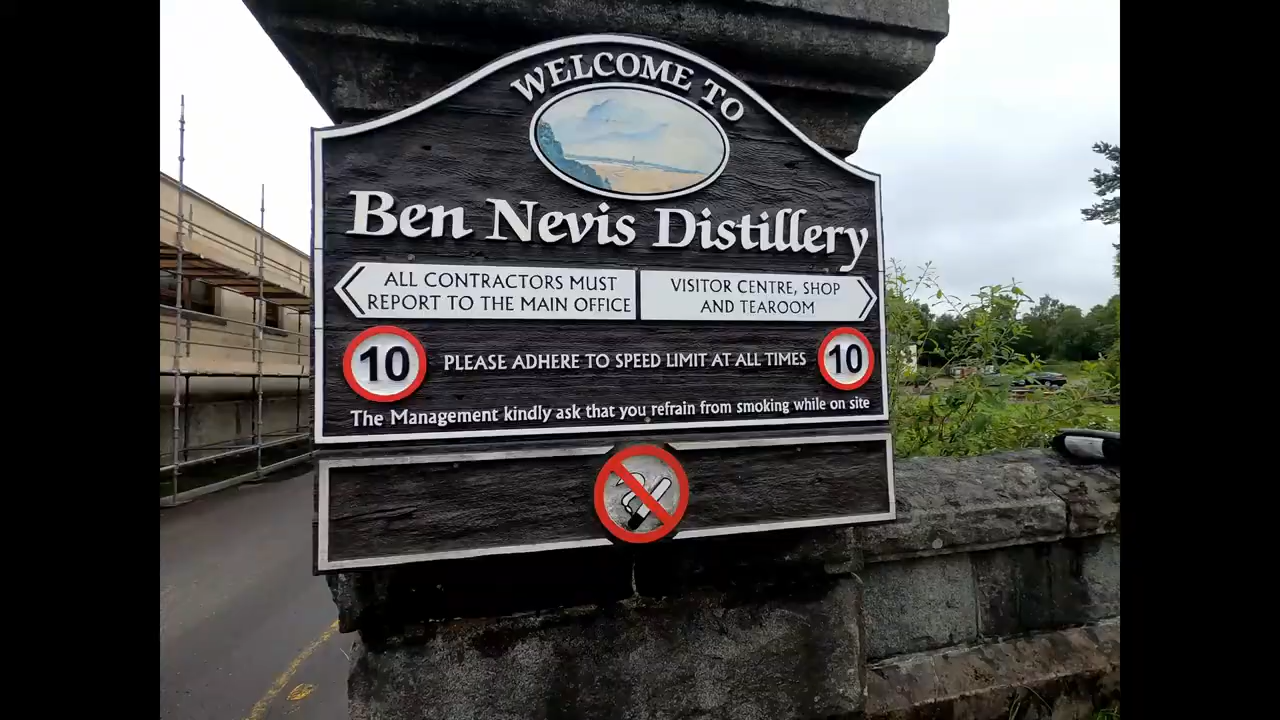 WELCOME TO
Ben Nevis Distillery
ALL CONTRACTORS MUST
REPORT TO THE MAIN OFFICE
VISITOR CENTRE, SHOP
AND TEAROOM
10 PLEASE ADHERE TO SPEED LIMIT AT ALL TIMES 10
The Management kindly ask that you refrain from smoking while on site